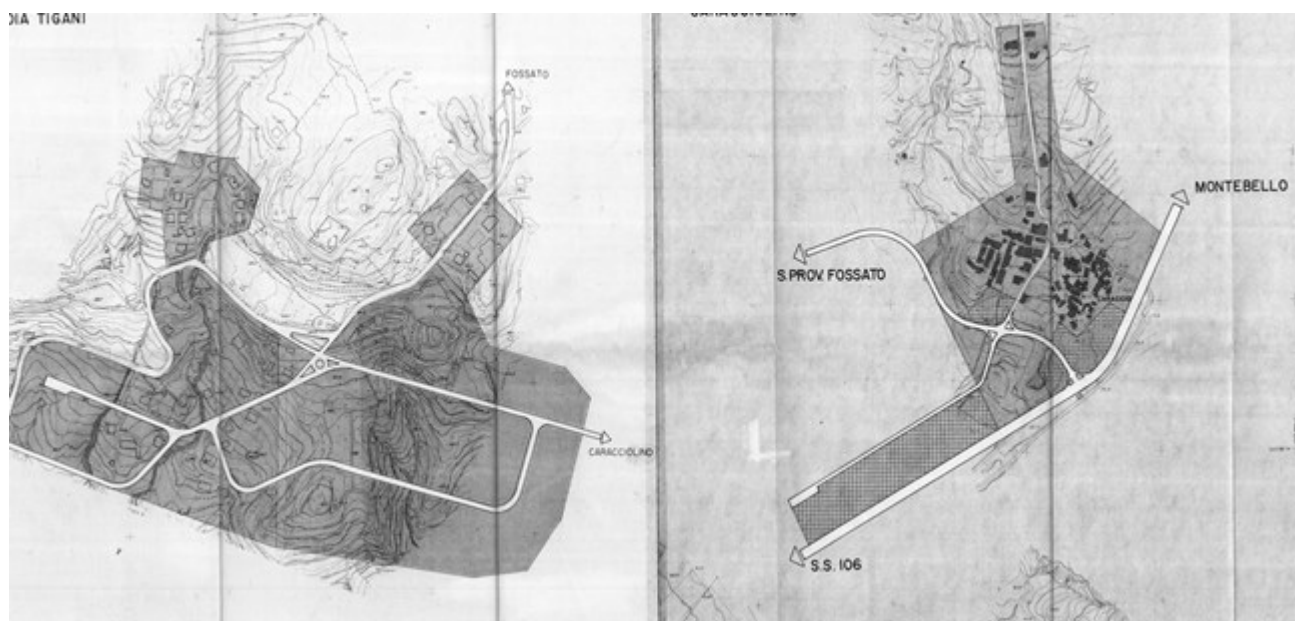 DIA TIGANI
FOSSATO
CARACCIOLINO
MONTEBELLO
S.PROV. FOSSATO
S.S. 106